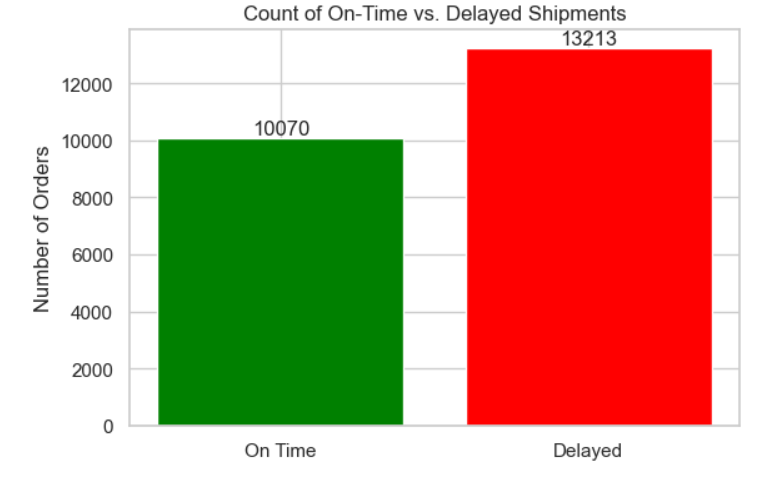 Count of On-Time vs. Delayed Shipments
13213
12000
10070
10000
Number of Orders
8000
6000
4000
2000
0
On Time
Delayed